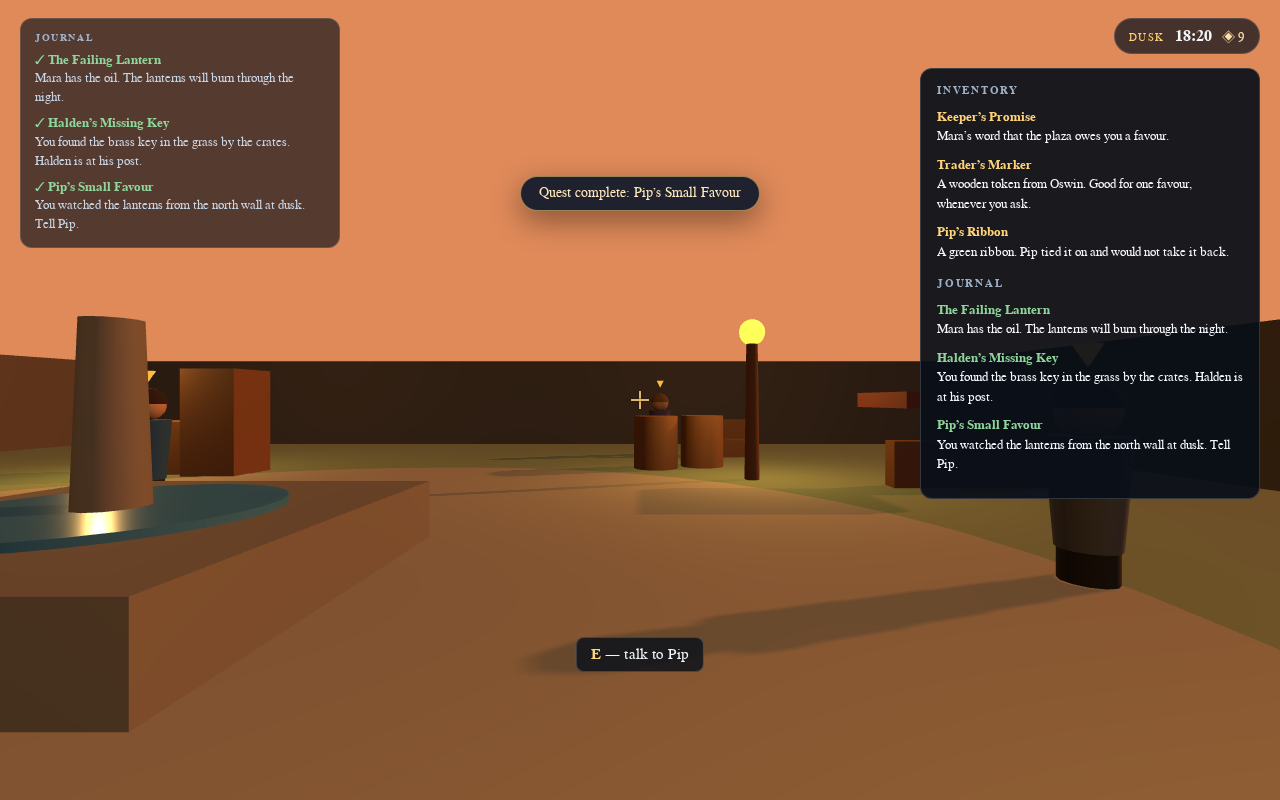 JOURNAL
✓ The Failing Lantern
Mara has the oil. The lanterns will burn through the
night.
✓ Halden's Missing Key
You found the brass key in the grass by the crates.
Halden is at his post.
✓ Pip's Small Favour
You watched the lanterns from the north wall at dusk.
Tell Pip.
DUSK 18:20 ◈ 9
INVENTORY
Keeper's Promise
Mara's word that the plaza owes you a favour.
Trader's Marker
A wooden token from Oswin. Good for one favour,
whenever you ask.
Pip's Ribbon
A green ribbon. Pip tied it on and would not take it back.
JOURNAL
The Failing Lantern
Mara has the oil. The lanterns will burn through the night.
Halden's Missing Key
You found the brass key in the grass by the crates. Halden is
at his post.
Pip's Small Favour
You watched the lanterns from the north wall at dusk. Tell
Pip.
Quest complete: Pip's Small Favour
E — talk to Pip